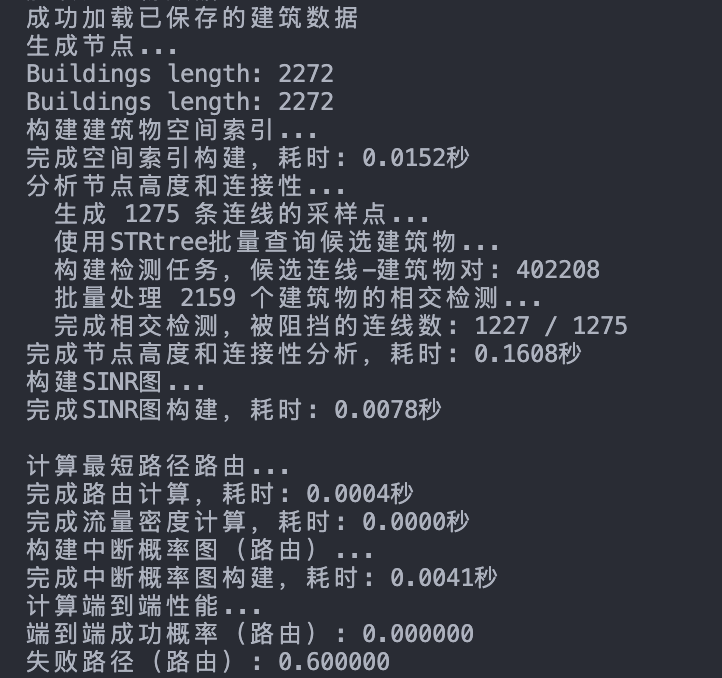 成功加载已保存的建筑数据
生成节点...
Buildings length: 2272
Buildings length: 2272
构建建筑物空间索引...
完成空间索引构建, 耗时: 0.0152秒
分析节点高度和连接性...
  生成 1275 条连线的采样点...
  使用STRtree批量查询候选建筑物...
  构建检测任务, 候选连线-建筑物对: 402208
  批量处理 2159 个建筑物的相交检测...
  完成相交检测, 被阻挡的连线数: 1227 / 1275
完成节点高度和连接性分析, 耗时: 0.1608秒
构建SINR图...
完成SINR图构建, 耗时: 0.0078秒

计算最短路径路由...
完成路由计算, 耗时: 0.0004秒
完成流量密度计算, 耗时: 0.0000秒
构建中断概率图（路由）...
完成中断概率图构建, 耗时: 0.0041秒
计算端到端性能...
端到端成功概率（路由）: 0.000000
失败路径（路由）: 0.600000